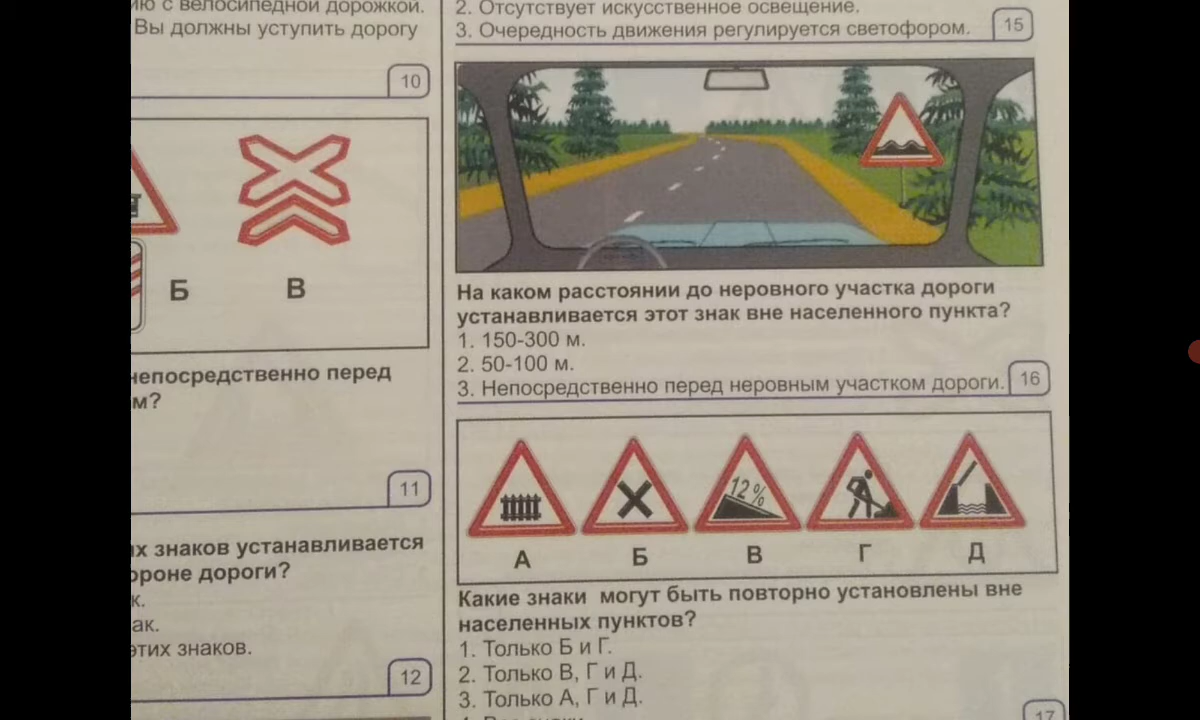 ию с велосипедной дорожкой.
Вы должны уступить дорогу
10
Б В
непосредственно перед
м?
11
их знаков устанавливается
ороне дороги?
к.
ак.
этих знаков.
12
2. Отсутствует искусственное освещение.
3. Очередность движения регулируется светофором.
15
На каком расстоянии до неровного участка дороги
устанавливается этот знак вне населенного пункта?
1. 150-300 м.
2. 50-100 м.
3. Непосредственно перед неровным участком дороги.
16
12%
А Б В Г Д
Какие знаки могут быть повторно установлены вне
населенных пунктов?
1. Только Б и Г.
2. Только В, Г и Д.
3. Только А, Г и Д.
17